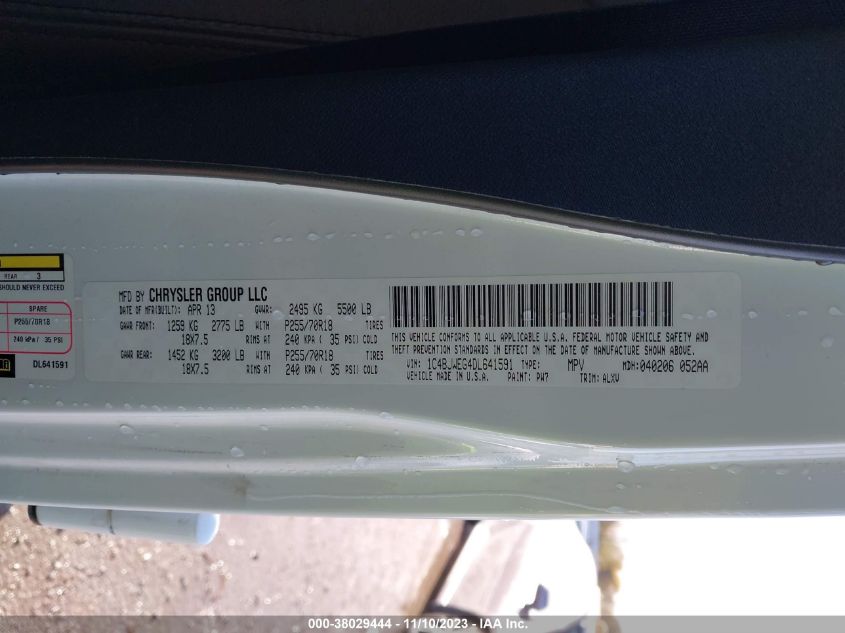 REAR 3
SHOULD NEVER EXCEED
SPARE
P255/70R18
240 kPa/ 35 PSI
DL641591
MFD BY CHRYSLER GROUP LLC
DATE OF MFR(BUILT): APR 13 GVWR: 2495 KG 5500 LB
GAWR FRONT: 1259 KG 2775 LB WITH P255/70R18 TIRES
18X7.5 RIMS AT 240 KPA ( 35 PSI) COLD
GAWR REAR: 1452 KG 3200 LB WITH P255/70R18 TIRES
18X7.5 RIMS AT 240 KPA ( 35 PSI) COLD
THIS VEHICLE CONFORMS TO ALL APPLICABLE U.S.A. FEDERAL MOTOR VEHICLE SAFETY AND
THEFT PREVENTION STANDARDS IN EFFECT ON THE DATE OF MANUFACTURE SHOWN ABOVE.
VIN: 1C4BJWEG4DL641591 TYPE: MPV MDH: 040206 052AA
VEHICLE MADE IN U.S.A. PAINT: PW7 TRIM: ALXV
000-38029444 - 11/10/2023 - IAA Inc.